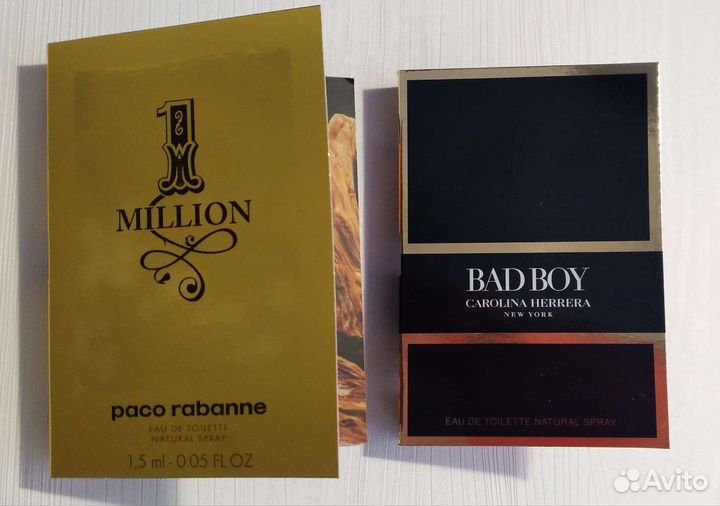 1
MILLION
paco rabanne
EAU DE TOILETTE
NATURAL SPRAY
1,5 ml - 0.05 FL OZ
BAD BOY
CAROLINA HERRERA
NEW YORK
EAU DE TOILETTE NATURAL SPRAY
Avito